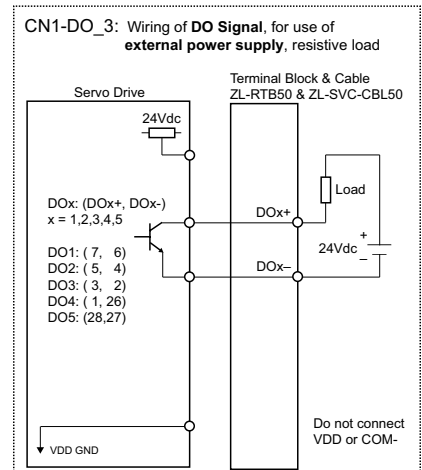 CN1-DO_3: Wiring of DO Signal, for use of
external power supply, resistive load
Terminal Block & Cable
ZL-RTB50 & ZL-SVC-CBL50
Servo Drive
24Vdc
DOx: (DOx+, DOx-)
x = 1,2,3,4,5
DO1: ( 7, 6)
DO2: ( 5, 4)
DO3: ( 3, 2)
DO4: ( 1, 26)
DO5: (28,27)
DOx+
Load
DOx–
24Vdc
+
–
Do not connect
VDD or COM-
VDD GND